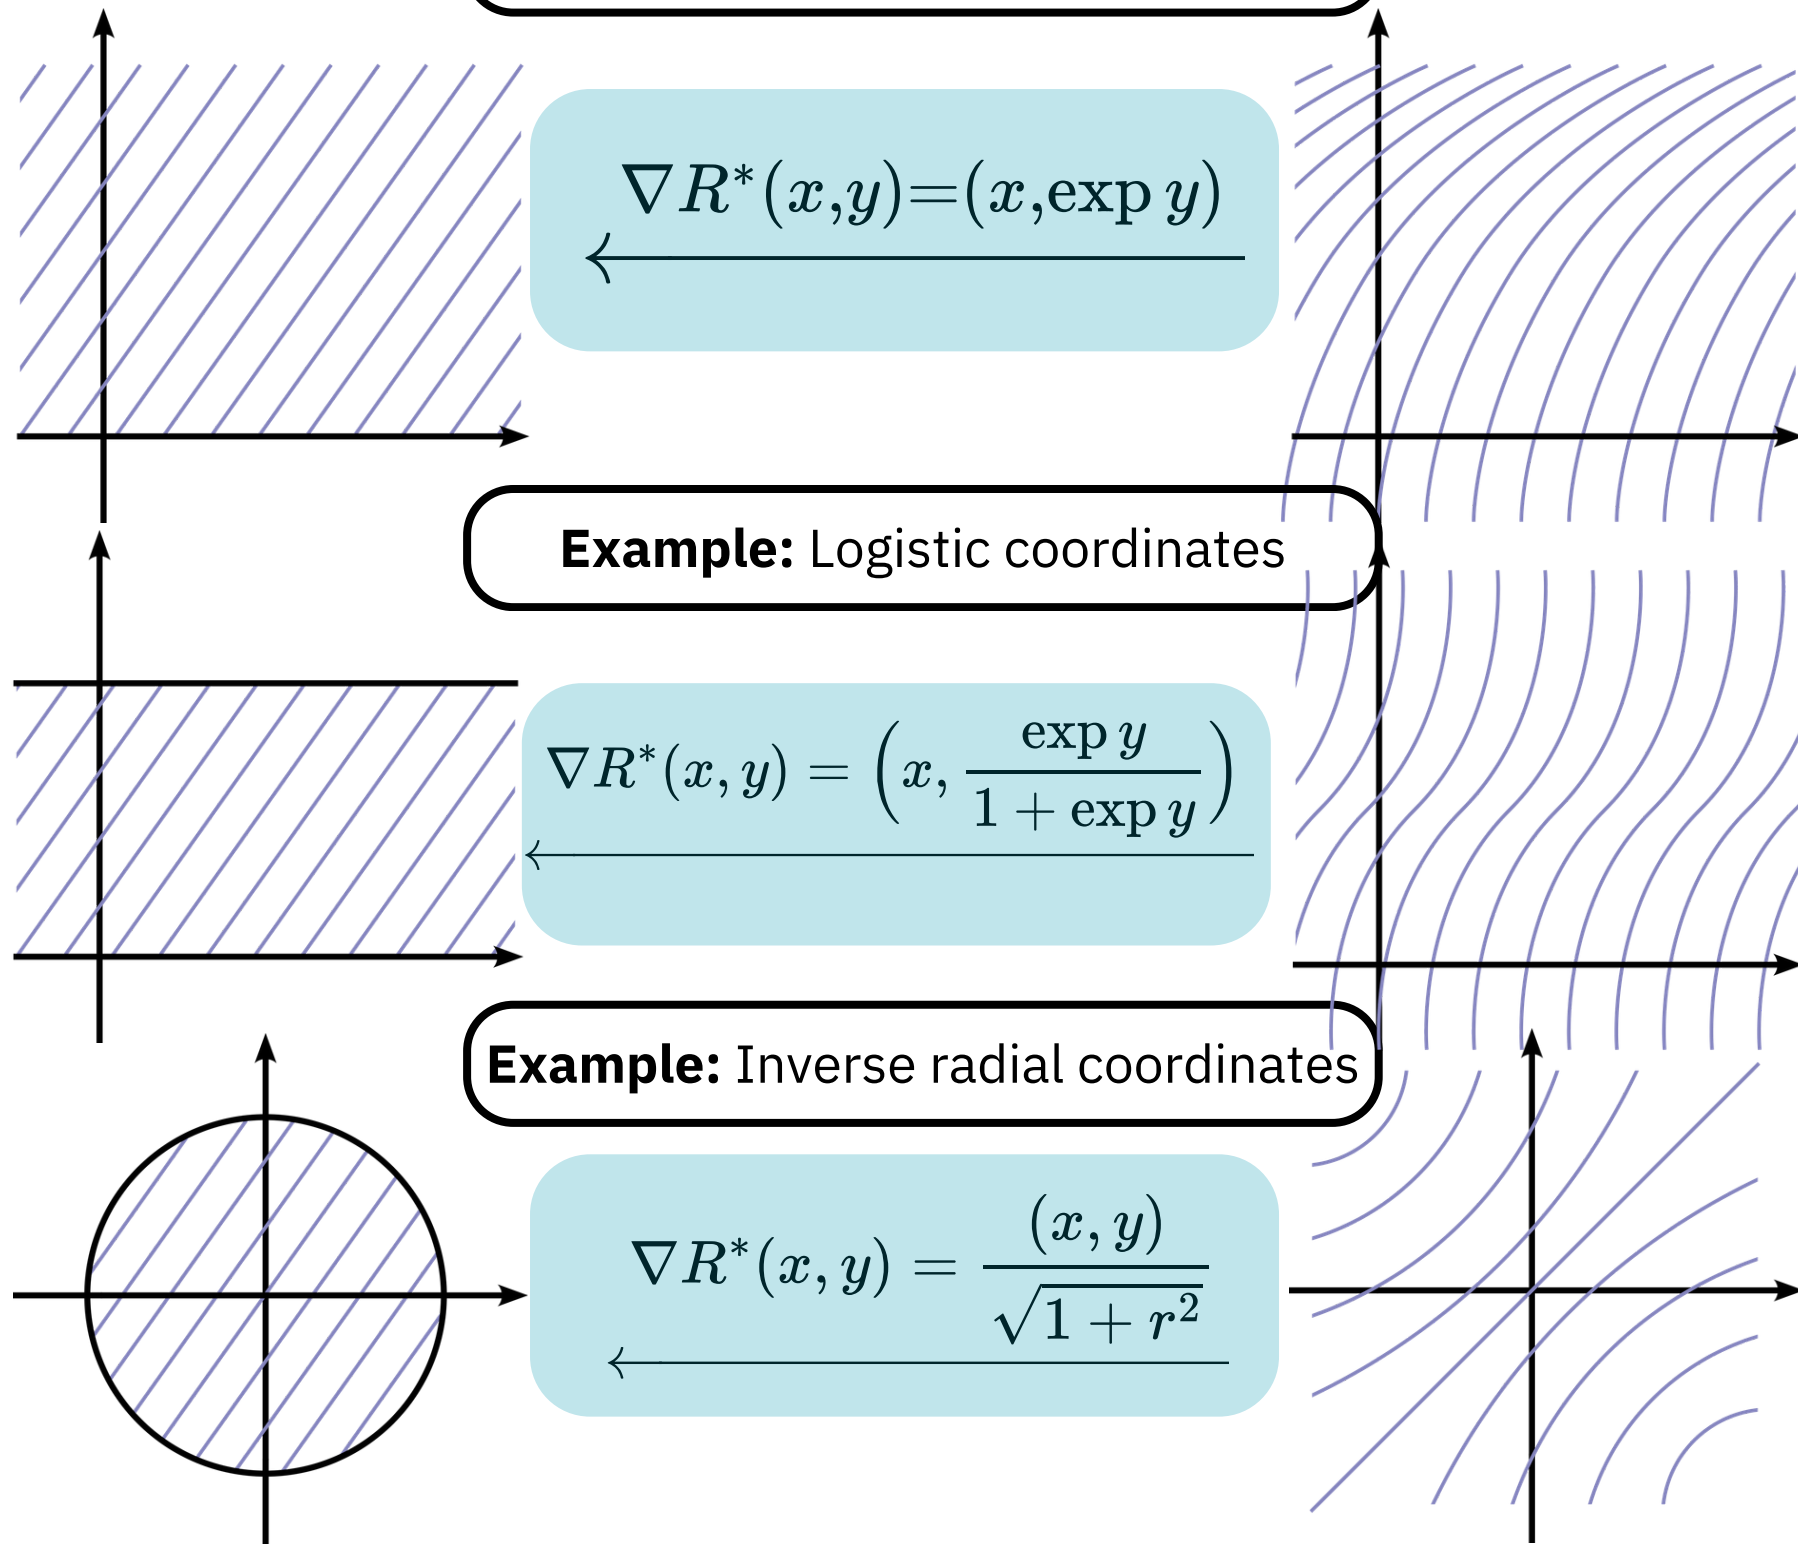 ∇R*(x,y)=(x,exp y)
Example: Logistic coordinates
∇R*(x, y) = (x, exp y / 1 + exp y)
Example: Inverse radial coordinates
∇R*(x, y) = (x, y) / √1 + r²